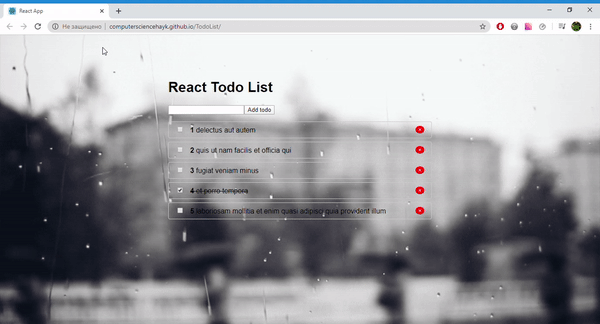 React App
Не защищено | computersciencehayk.github.io/TodoList/
React Todo List
Add todo
1 delectus aut autem
2 quis ut nam facilis et officia qui
3 fugiat veniam minus
4 et porro tempora
5 laboriosam mollitia et enim quasi adipisci quia provident illum